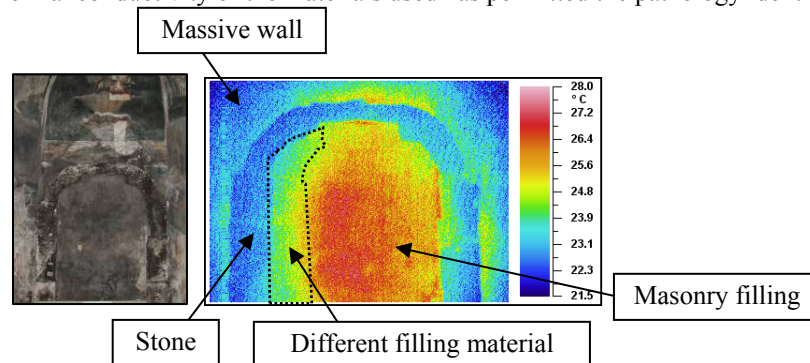 Massive wall
28.0
°C
27.2
26.4
25.6
24.8
23.9
23.1
22.3
21.5
Masonry filling
Stone
Different filling material